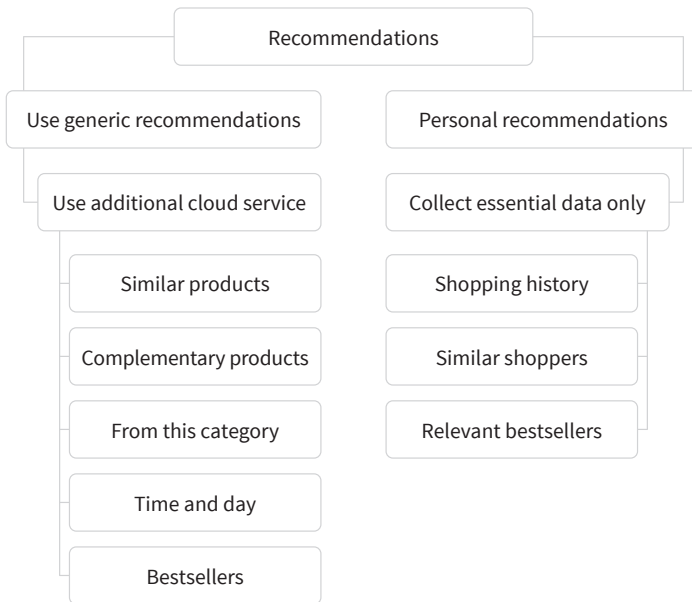 Recommendations
Use generic recommendations
Personal recommendations
Use additional cloud service
Collect essential data only
Similar products
Shopping history
Complementary products
Similar shoppers
From this category
Relevant bestsellers
Time and day
Bestsellers